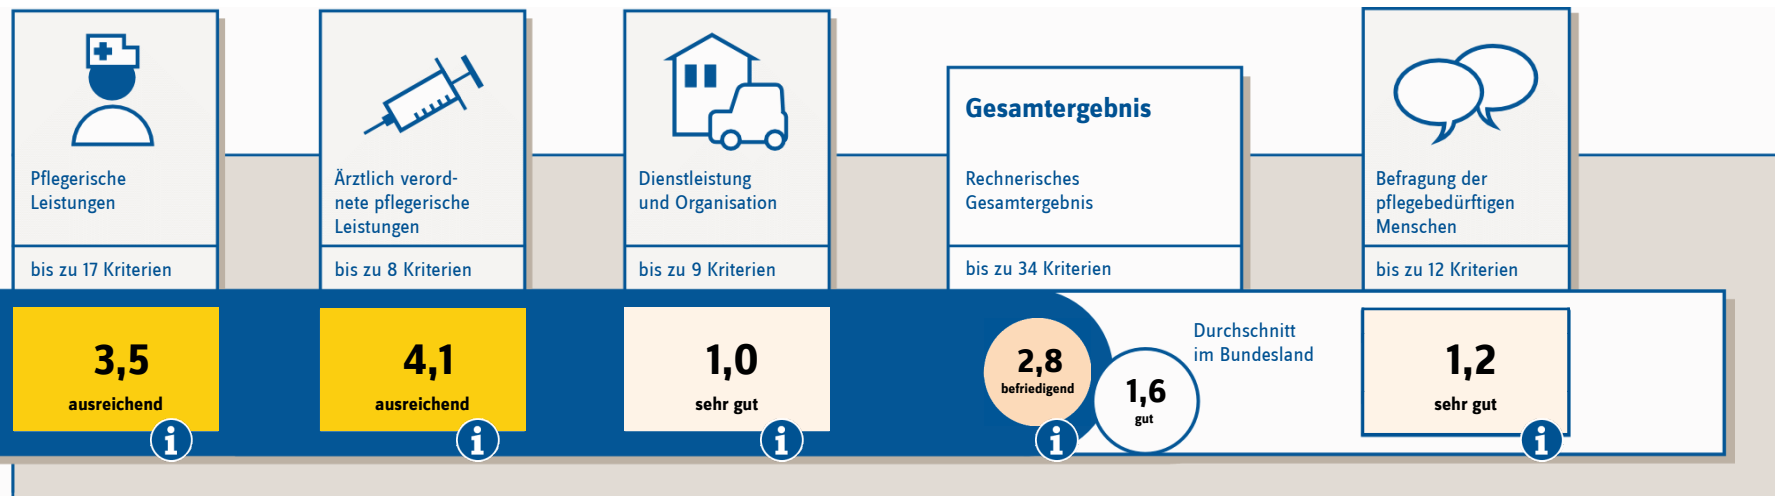 Pflegerische
Leistungen
bis zu 17 Kriterien
3,5
ausreichend
i
Ärztlich verord-
nete pflegerische
Leistungen
bis zu 8 Kriterien
4,1
ausreichend
i
Dienstleistung
und Organisation
bis zu 9 Kriterien
1,0
sehr gut
i
Gesamtergebnis
Rechnerisches
Gesamtergebnis
bis zu 34 Kriterien
2,8
befriedigend
i
1,6
gut
Durchschnitt
im Bundesland
Befragung der
pflegebedürftigen
Menschen
bis zu 12 Kriterien
1,2
sehr gut
i